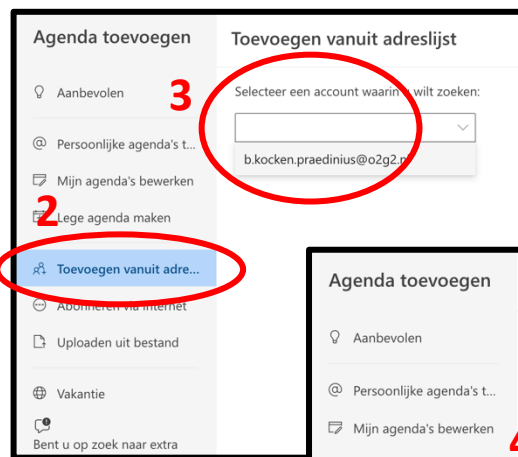 Agenda toevoegen
Aanbevolen
Persoonlijke agenda's t...
Mijn agenda's bewerken
2
Lege agenda maken
Toevoegen vanuit adre...
Abonneren via internet
Uploaden uit bestand
Vakantie
Bent u op zoek naar extra
Toevoegen vanuit adreslijst
3
Selecteer een account waarin u wilt zoeken:
b.kocken.praedinius@o2g2.n
Agenda toevoegen
Aanbevolen
Persoonlijke agenda's t...
Mijn agenda's bewerken
4